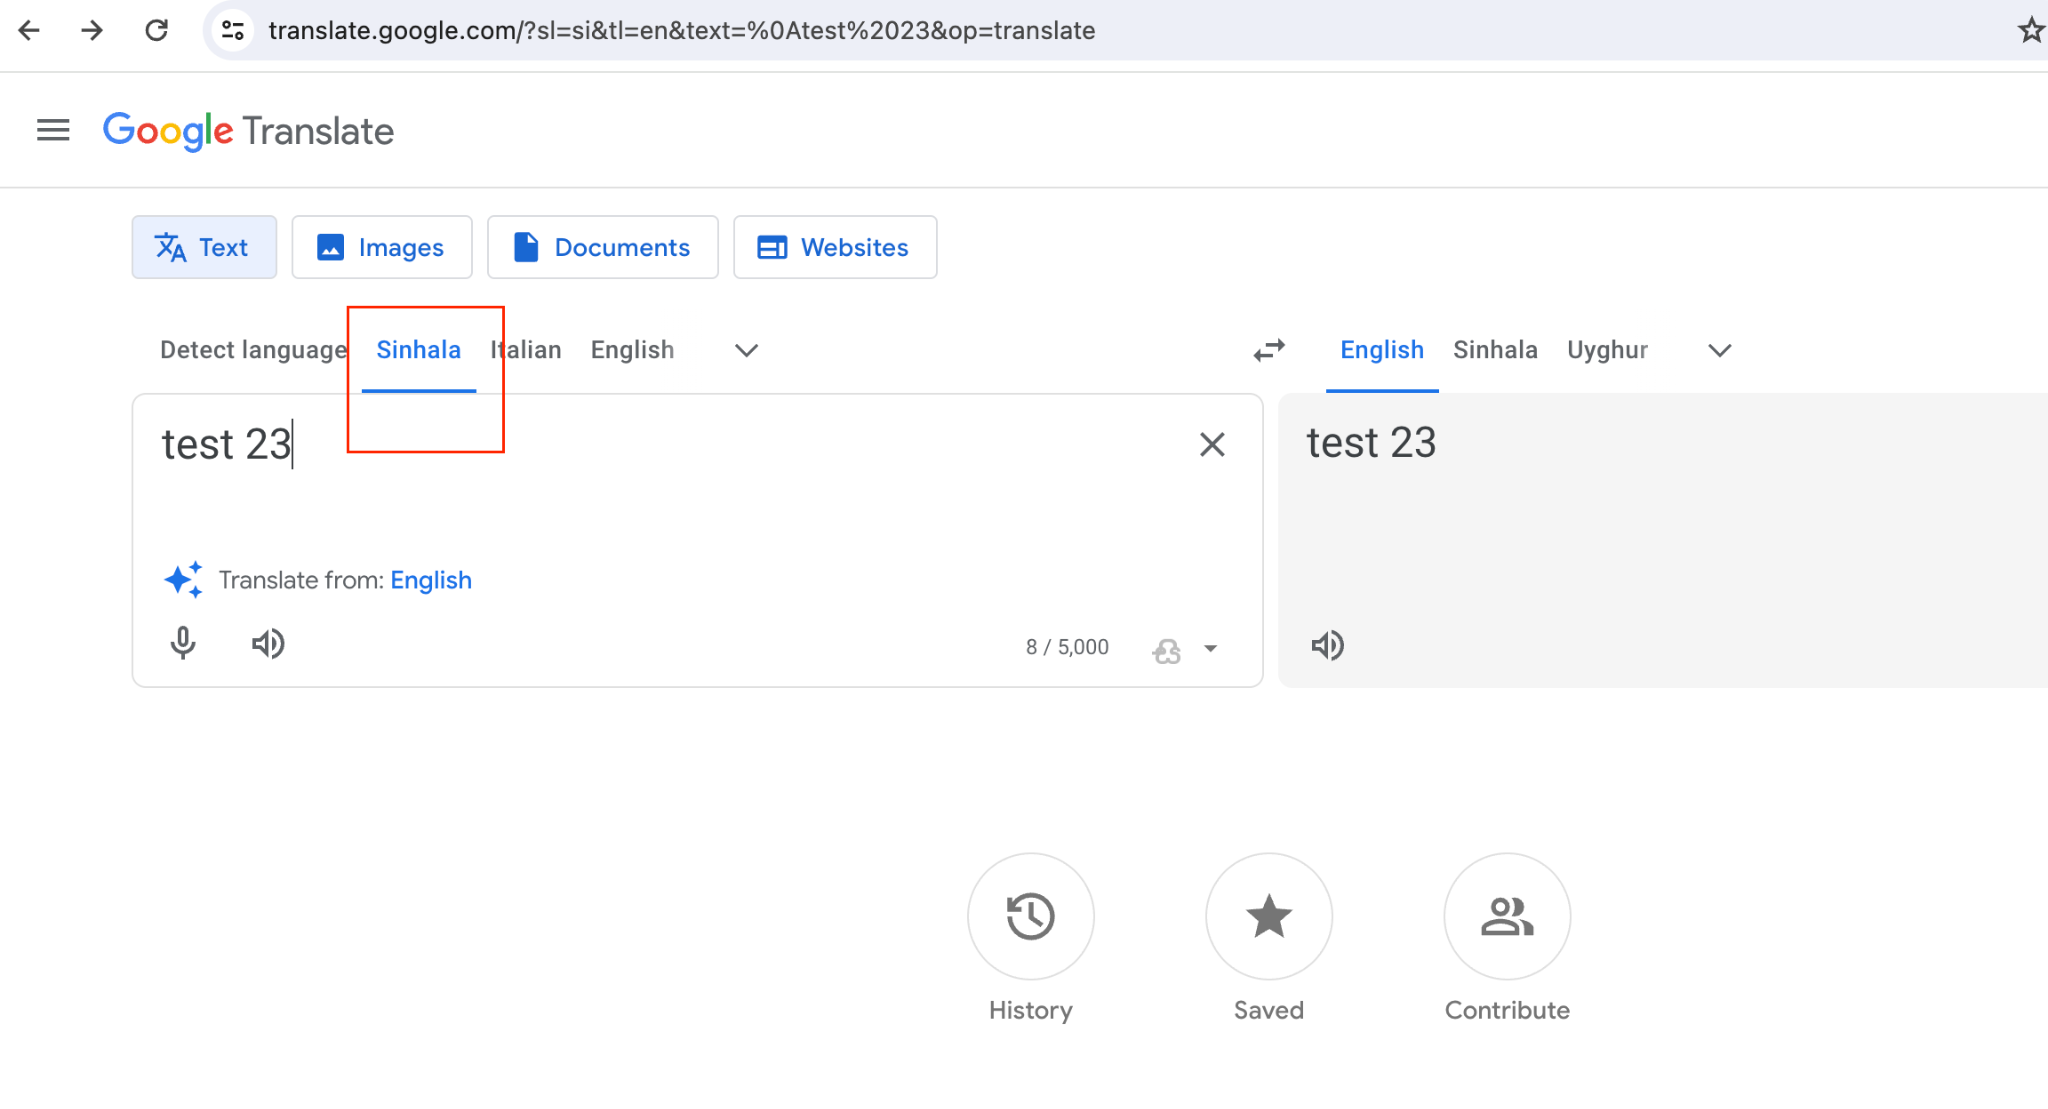 translate.google.com/?sl=si&tl=en&text=%0Atest%2023&op=translate
Google Translate
Text Images Documents Websites
Detect language Sinhala Italian English English Sinhala Uyghur
test 23
test 23
Translate from: English
8 / 5,000
History Saved Contribute